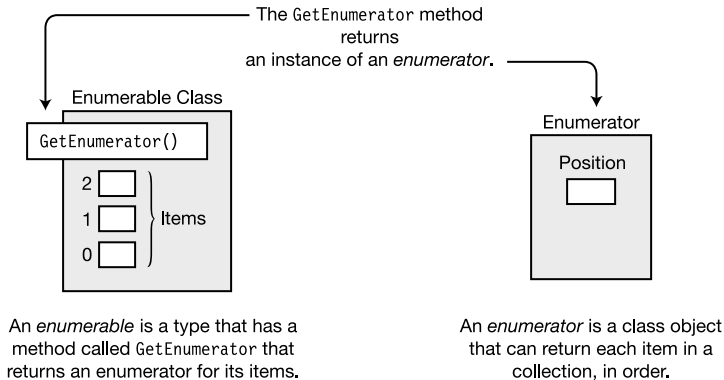 The GetEnumerator method
returns
an instance of an enumerator.
Enumerable Class
GetEnumerator()
2
1
0
Items
Enumerator
Position
An enumerable is a type that has a
method called GetEnumerator that
returns an enumerator for its items.
An enumerator is a class object
that can return each item in a
collection, in order.